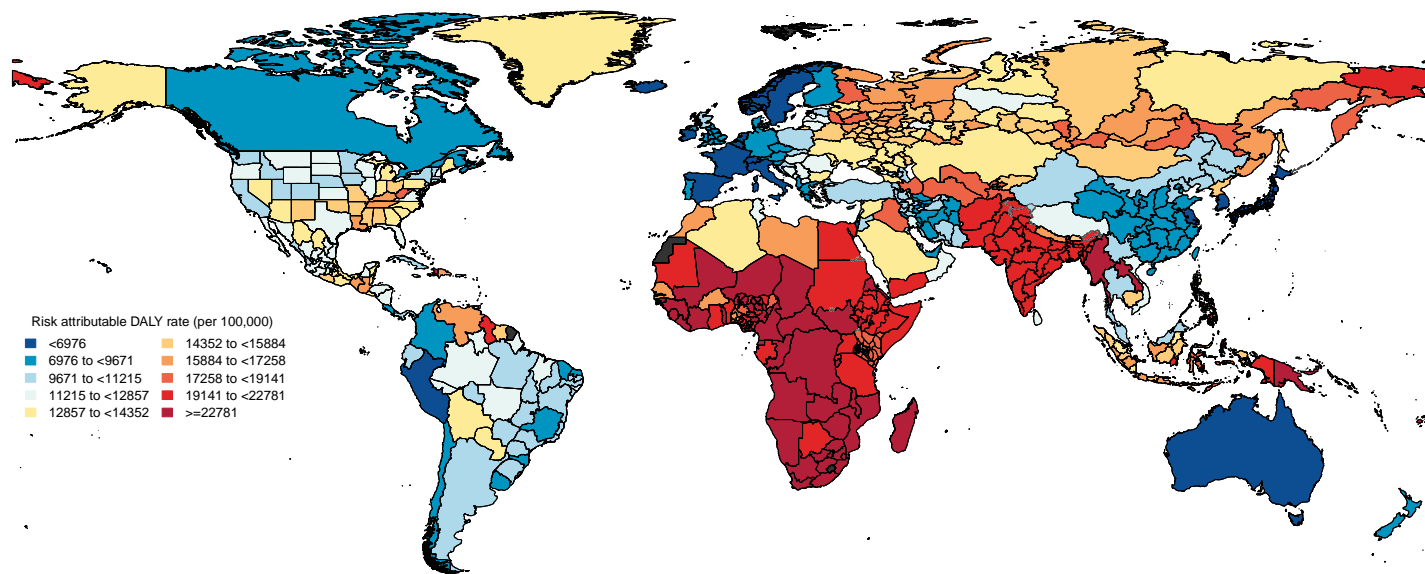 Risk attributable DALY rate (per 100,000)
<6976
6976 to <9671
9671 to <11215
11215 to <12857
12857 to <14352
14352 to <15884
15884 to <17258
17258 to <19141
19141 to <22781
>=22781